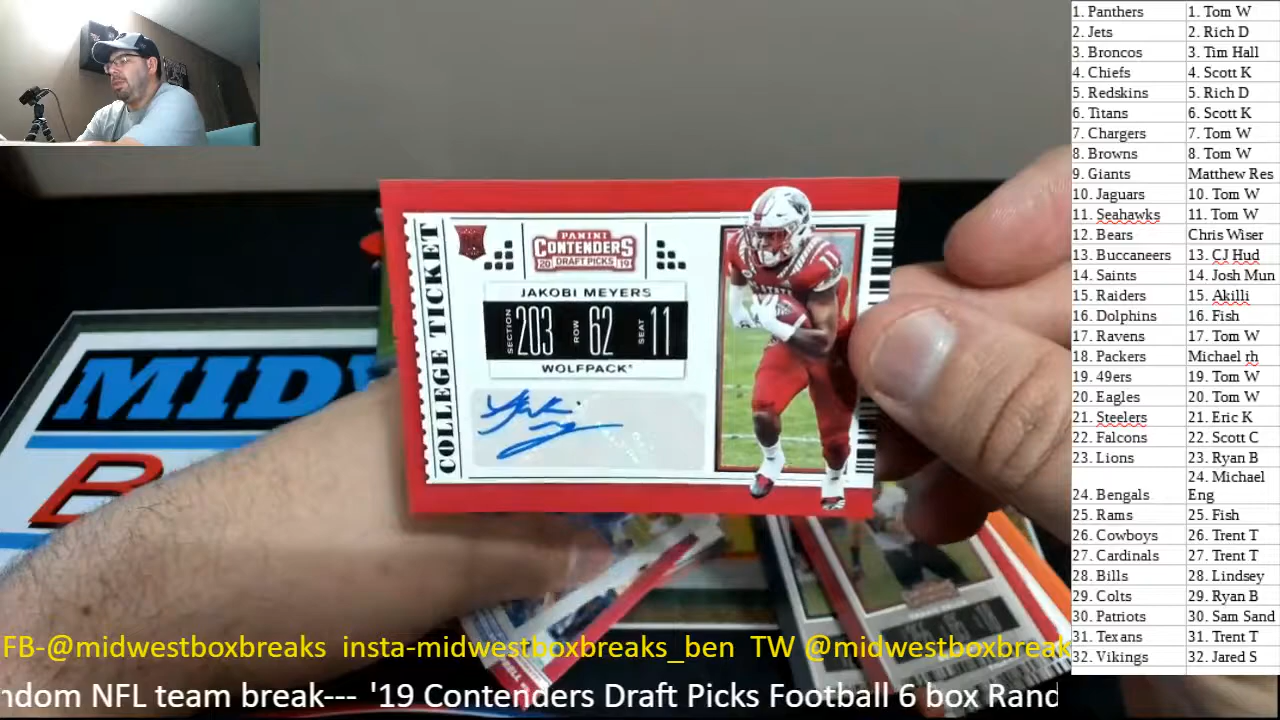 1. Panthers 1. Tom W
2. Jets 2. Rich D
3. Broncos 3. Tim Hall
4. Chiefs 4. Scott K
5. Redskins 5. Rich D
6. Titans 6. Scott K
7. Chargers 7. Tom W
8. Browns 8. Tom W
9. Giants Matthew Res
10. Jaguars 10. Tom W
11. Seahawks 11. Tom W
12. Bears Chris Wiser
13. Buccaneers 13. CJ Hud
14. Saints 14. Josh Mun
15. Raiders 15. Akilli
16. Dolphins 16. Fish
17. Ravens 17. Tom W
18. Packers Michael rh
19. 49ers 19. Tom W
20. Eagles 20. Tom W
21. Steelers 21. Eric K
22. Falcons 22. Scott C
23. Lions 23. Ryan B
24. Bengals 24. Michael Eng
25. Rams 25. Fish
26. Cowboys 26. Trent T
27. Cardinals 27. Trent T
28. Bills 28. Lindsey
29. Colts 29. Ryan B
30. Patriots 30. Sam Sand
31. Texans 31. Trent T
32. Vikings 32. Jared S
COLLEGE TICKET
PANINI
CONTENDERS
20 DRAFT PICKS 19
JAKOBI MEYERS
SECTION 203 ROW 62 SEAT 11
WOLFPACK
11
MIDW
B
FB-@midwestboxbreaks insta-midwestboxbreaks_ben TW @midwestboxbreak
ndom NFL team break--- '19 Contenders Draft Picks Football 6 box Rand